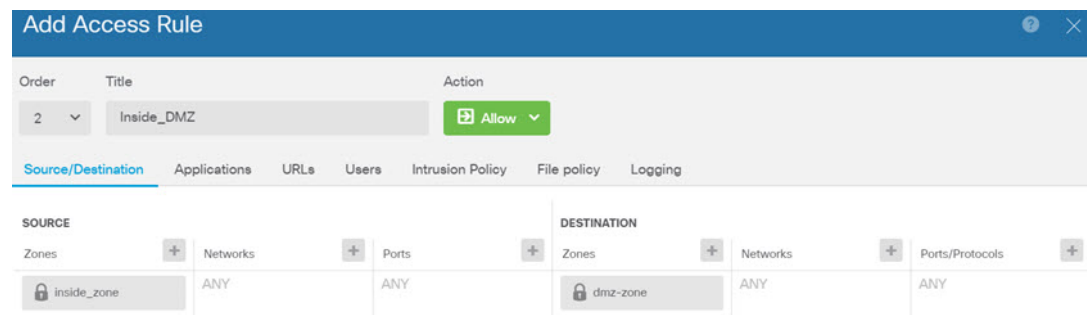 Add Access Rule
Order Title Action
2 Inside_DMZ Allow
Source/Destination Applications URLs Users Intrusion Policy File policy Logging
SOURCE DESTINATION
Zones Networks Ports Zones Networks Ports/Protocols
inside_zone ANY ANY dmz-zone ANY ANY